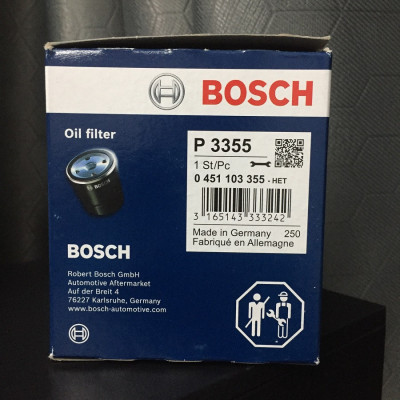 BOSCH
Oil filter
P 3355
1 St/Pc
0 451 103 355 - HET
3 165143 333242
Made in Germany 250
Fabriqué en Allemagne
BOSCH
Robert Bosch GmbH
Automotive Aftermarket
Auf der Breit 4
76227 Karlsruhe, Germany
www.bosch-automotive.com